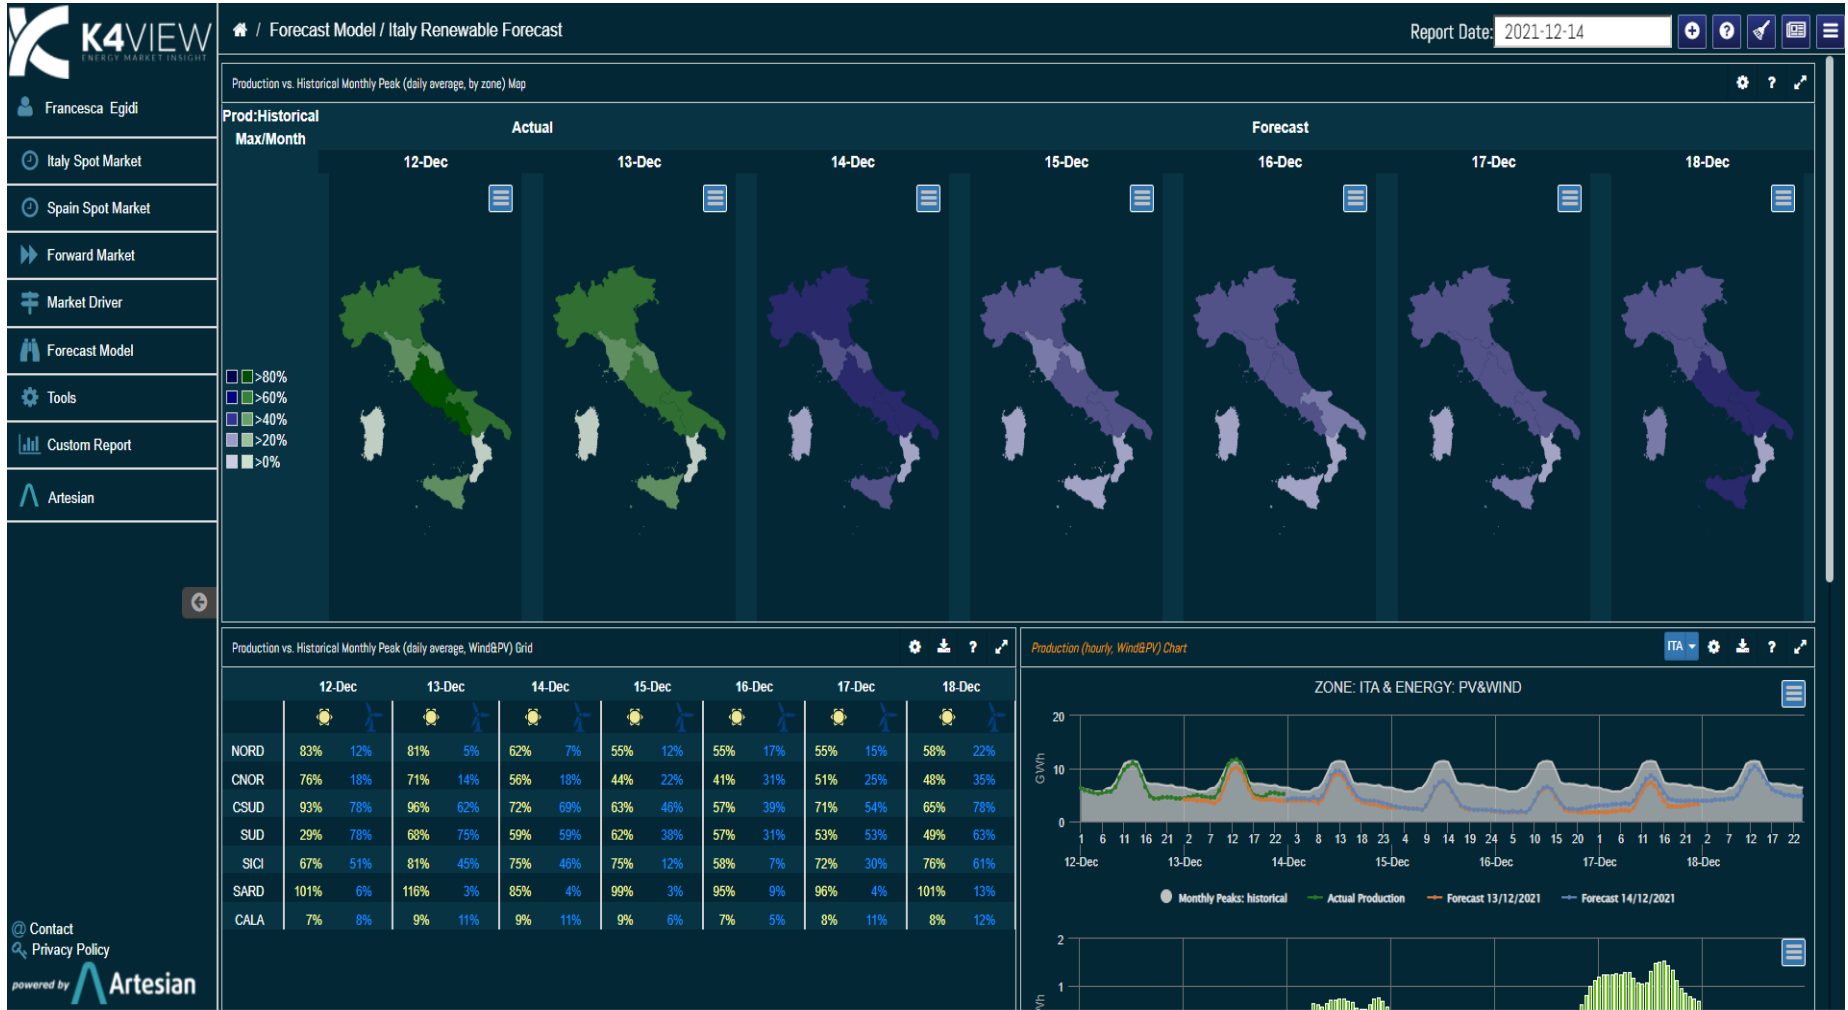 K4VIEW
ENERGY MARKET INSIGHT
/ Forecast Model / Italy Renewable Forecast
Report Date: 2021-12-14
Francesca Egidi
Italy Spot Market
Spain Spot Market
Forward Market
Market Driver
Forecast Model
Tools
Custom Report
Artesian
@ Contact
Privacy Policy
powered by Artesian
Production vs. Historical Monthly Peak (daily average, by zone) Map
Prod:Historical Max/Month
Actual Forecast
12-Dec 13-Dec 14-Dec 15-Dec 16-Dec 17-Dec 18-Dec
>80%
>60%
>40%
>20%
>0%
Production vs. Historical Monthly Peak (daily average, Wind&PV) Grid
12-Dec 13-Dec 14-Dec 15-Dec 16-Dec 17-Dec 18-Dec
NORD 83% 12% 81% 5% 62% 7% 55% 12% 55% 17% 55% 15% 58% 22%
CNOR 76% 18% 71% 14% 56% 18% 44% 22% 41% 31% 51% 25% 48% 35%
CSUD 93% 78% 96% 62% 72% 69% 63% 46% 57% 39% 71% 54% 65% 78%
SUD 29% 78% 68% 75% 59% 59% 62% 38% 57% 31% 53% 53% 49% 63%
SICI 67% 51% 81% 45% 75% 46% 75% 12% 58% 7% 72% 30% 76% 61%
SARD 101% 6% 116% 3% 85% 4% 99% 3% 95% 9% 96% 4% 101% 13%
CALA 7% 8% 9% 11% 9% 11% 9% 6% 7% 5% 8% 11% 8% 12%
Production (hourly, Wind&PV) Chart
ITA
ZONE: ITA & ENERGY: PV&WIND
20
GWh
10
0
1 6 11 16 21 2 7 12 17 22 3 8 13 18 23 4 9 14 19 24 5 10 15 20 1 6 11 16 21 2 7 12 17 22
12-Dec 13-Dec 14-Dec 15-Dec 16-Dec 17-Dec 18-Dec
Monthly Peaks: historical Actual Production Forecast 13/12/2021 Forecast 14/12/2021
2
1